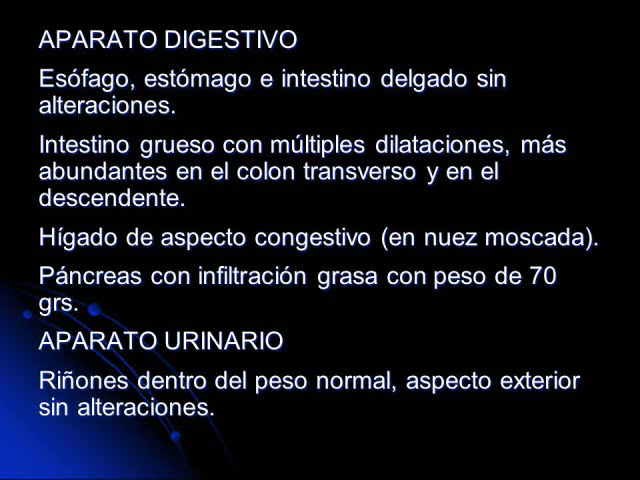 APARATO DIGESTIVO
Esófago, estómago e intestino delgado sin
alteraciones.
Intestino grueso con múltiples dilataciones, más
abundantes en el colon transverso y en el
descendente.
Hígado de aspecto congestivo (en nuez moscada).
Páncreas con infiltración grasa con peso de 70
grs.
APARATO URINARIO
Riñones dentro del peso normal, aspecto exterior
sin alteraciones.